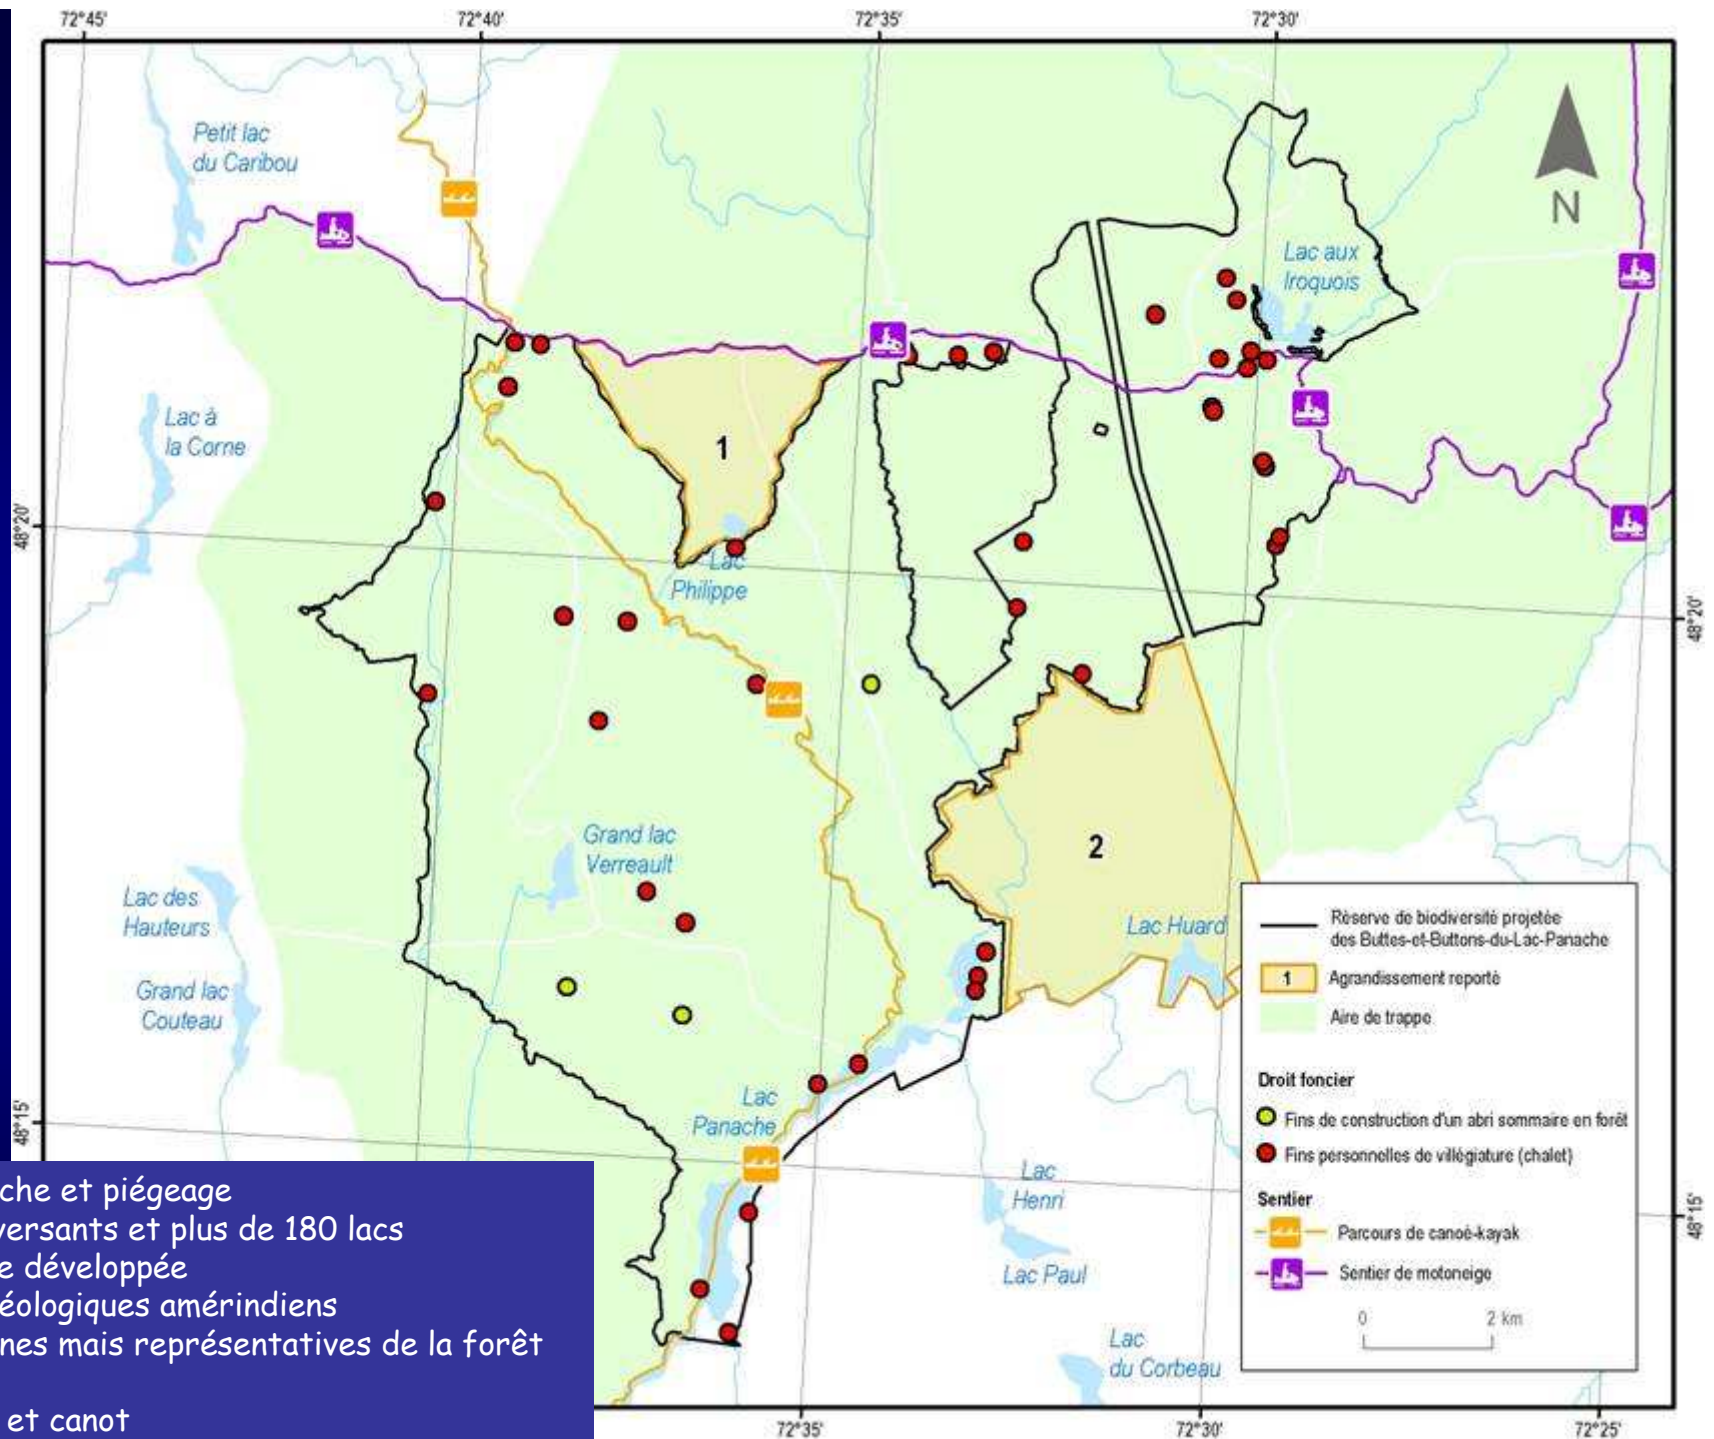 72°45'
72°40'
72°35'
72°30'
Petit lac
du Caribou
N
Lac aux
Iroquois
Lac à
la Corne
1
48°20'
Lac
Philippe
48°20'
Grand lac
Verreault
2
Lac des
Hauteurs
Lac Huard
Grand lac
Couteau
Réserve de biodiversité projetée
des Buttes-et-Buttons-du-Lac-Panache
1 Agrandissement reporté
Aire de trappe
Droit foncier
Fins de construction d'un abri sommaire en forêt
Fins personnelles de villégiature (chalet)
Sentier
Parcours de canoë-kayak
Sentier de motoneige
0 2 km
Lac
Panache
48°15'
Lac
Henri
48°15'
Lac Paul
Lac
du Corbeau
che et piégeage
versants et plus de 180 lacs
e développée
éologiques amérindiens
nes mais représentatives de la forêt
et canot
72°35'
72°30'
72°25'